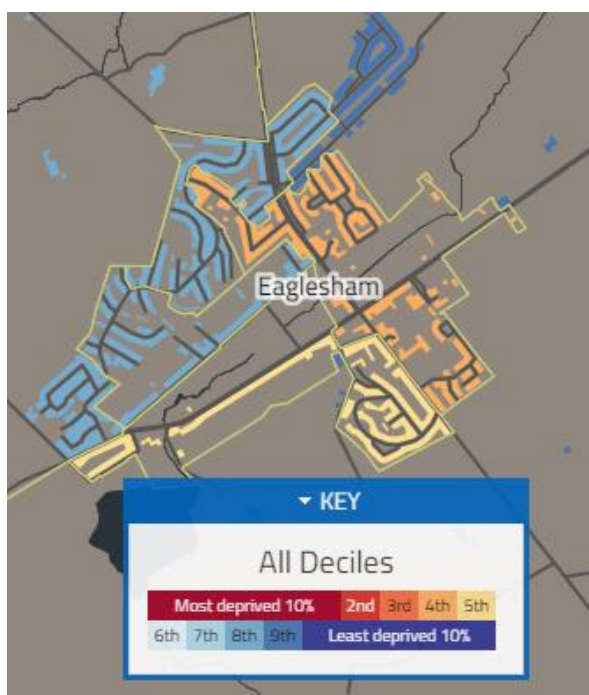 Eaglesham
KEY
All Deciles
Most deprived 10% 2nd 3rd 4th 5th
6th 7th 8th 9th Least deprived 10%